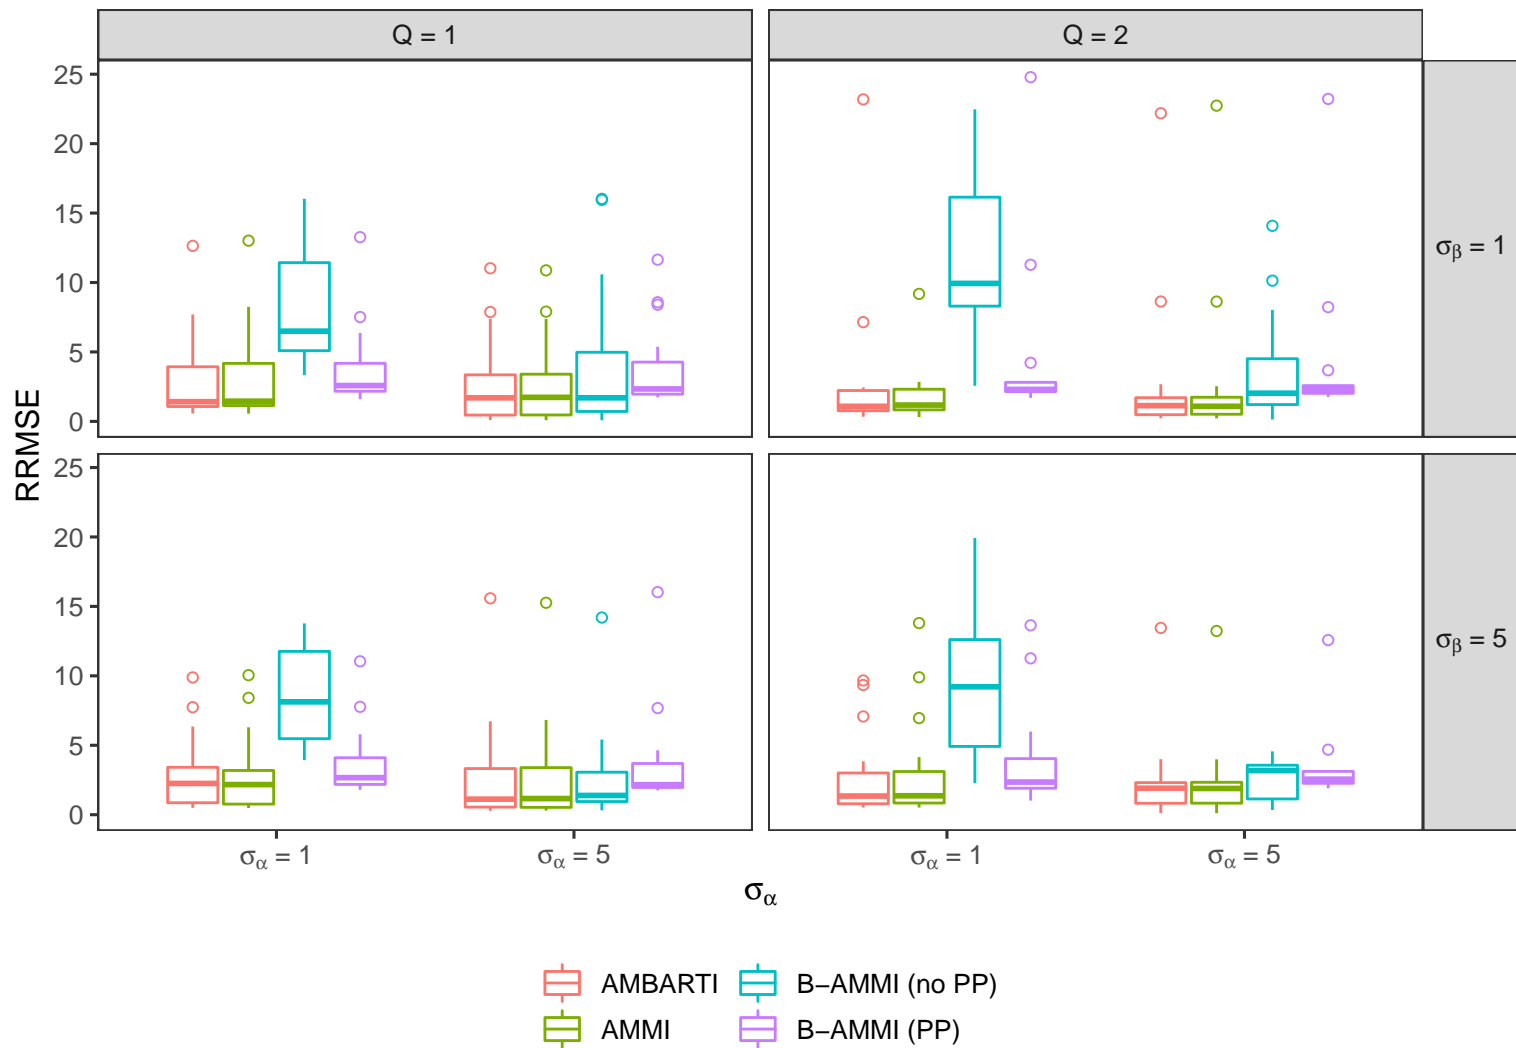 Q = 1
Q = 2
25
20
15
10
5
0
σβ = 1
RRMSE
25
20
15
10
5
0
σβ = 5
σα = 1
σα = 5
σα = 1
σα = 5
σα
AMBARTI
B−AMMI (no PP)
AMMI
B−AMMI (PP)